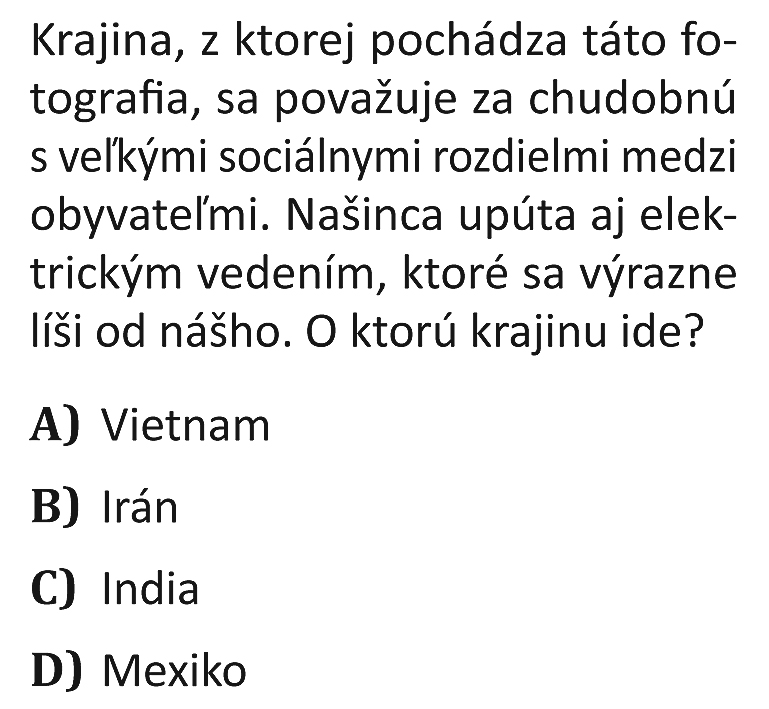 Krajina, z ktorej pochádza táto fo-
tografia, sa považuje za chudobnú
s veľkými sociálnymi rozdielmi medzi
obyvateľmi. Našinca upúta aj elek-
trickým vedením, ktoré sa výrazne
líši od nášho. O ktorú krajinu ide?
A) Vietnam
B) Irán
C) India
D) Mexiko